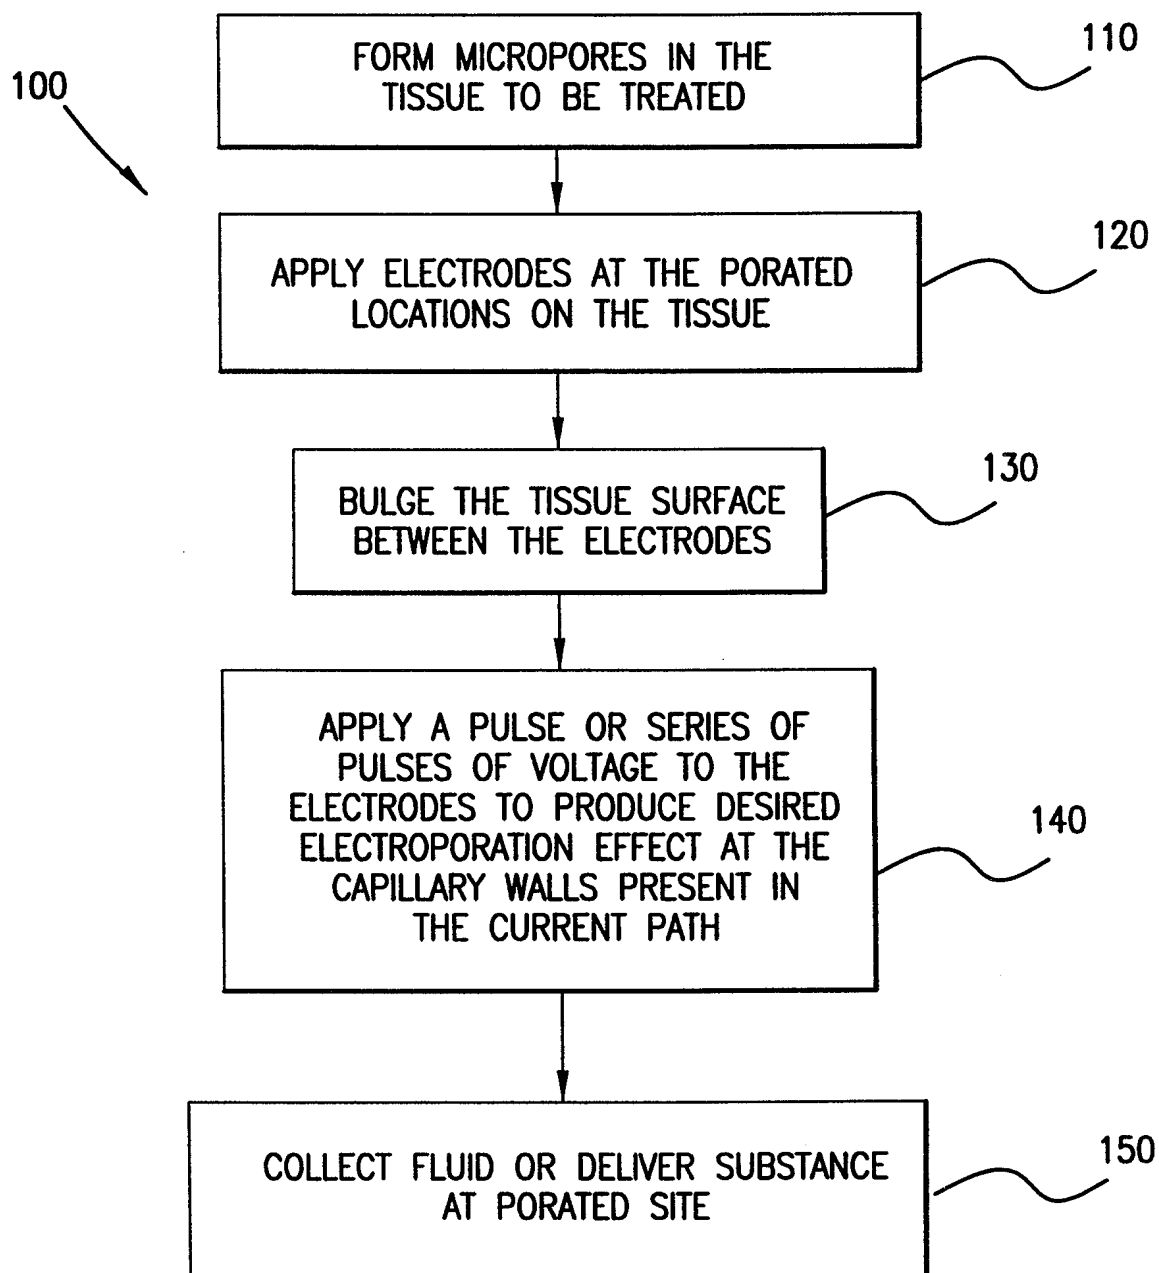 100
FORM MICROPORES IN THE
TISSUE TO BE TREATED
110
APPLY ELECTRODES AT THE PORATED
LOCATIONS ON THE TISSUE
120
BULGE THE TISSUE SURFACE
BETWEEN THE ELECTRODES
130
APPLY A PULSE OR SERIES OF
PULSES OF VOLTAGE TO THE
ELECTRODES TO PRODUCE DESIRED
ELECTROPORATION EFFECT AT THE
CAPILLARY WALLS PRESENT IN
THE CURRENT PATH
140
COLLECT FLUID OR DELIVER SUBSTANCE
AT PORATED SITE
150